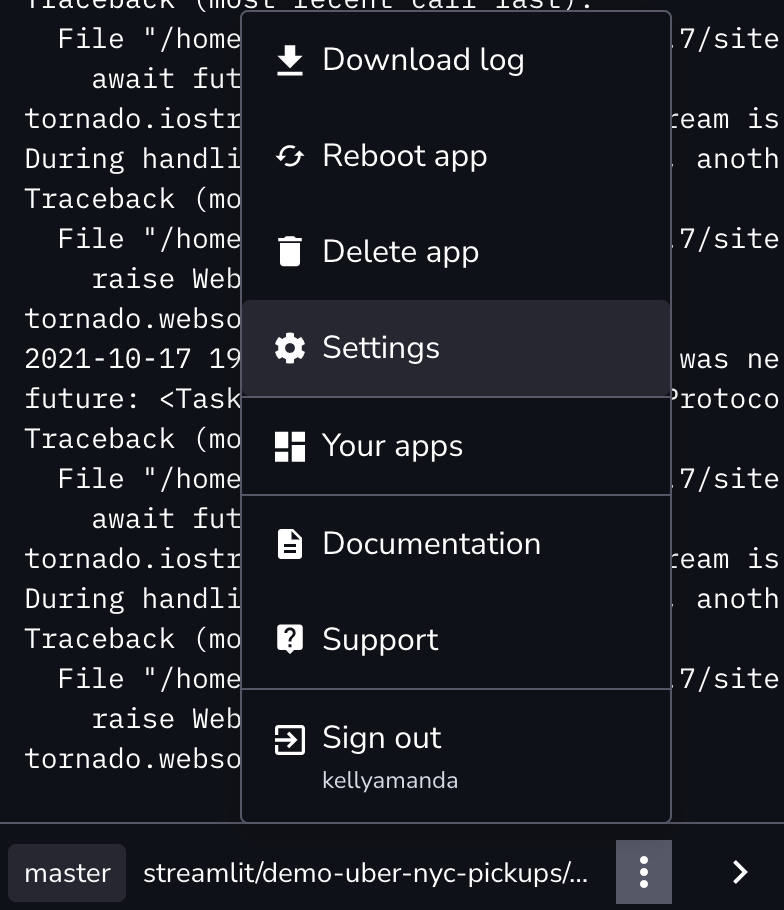 Traceback (most recent call last):
File "/home
.7/site
await fut
tornado.iostr
ream is
During handli
, anoth
Traceback (mo
File "/home
.7/site
raise Web
tornado.webso
2021-10-17 19
was ne
future: <Task
Protoco
Traceback (mo
File "/home
.7/site
await fut
tornado.iostr
ream is
During handli
, anoth
Traceback (mo
File "/home
.7/site
raise Web
tornado.webso
Download log
Reboot app
Delete app
Settings
Your apps
Documentation
Support
Sign out
kellyamanda
master
streamlit/demo-uber-nyc-pickups/...